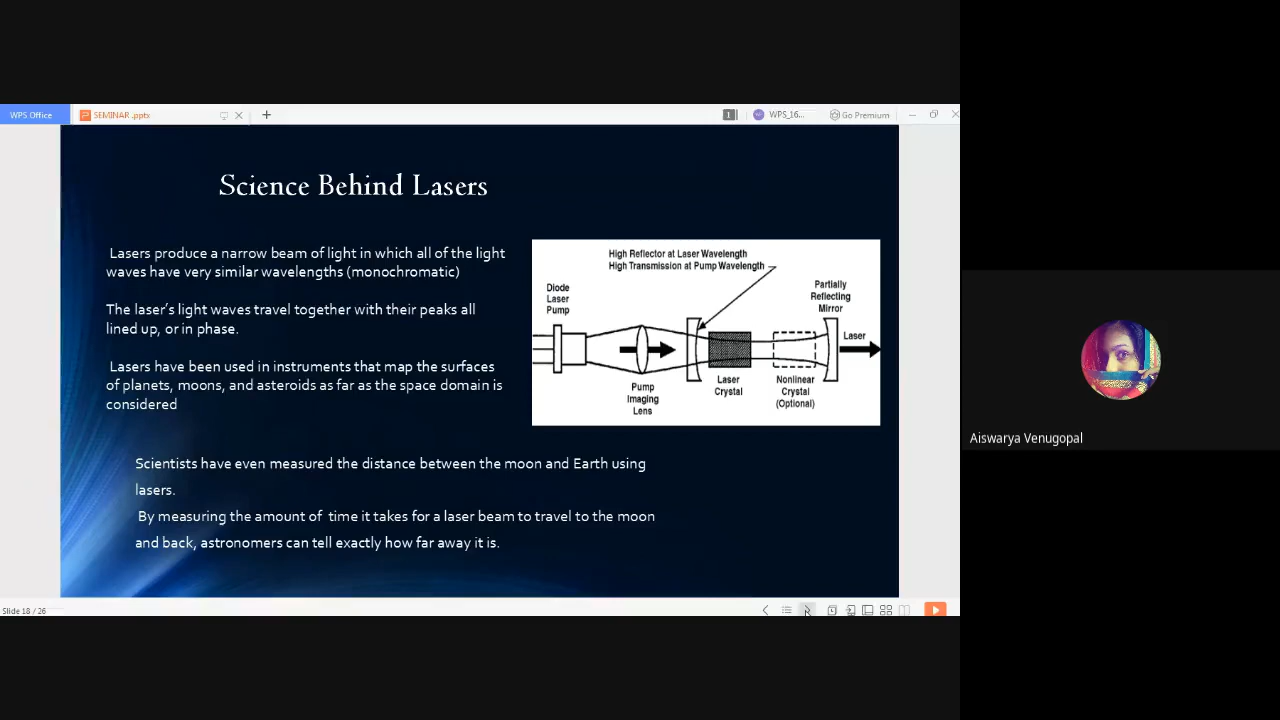 WPS Office
SEMINAR .pptx
1
WPS_16...
Go Premium
Science Behind Lasers
Lasers produce a narrow beam of light in which all of the light
waves have very similar wavelengths (monochromatic)
The laser's light waves travel together with their peaks all
lined up, or in phase.
Lasers have been used in instruments that map the surfaces
of planets, moons, and asteroids as far as the space domain is
considered
High Reflector at Laser Wavelength
High Transmission at Pump Wavelength
Diode
Laser
Pump
Partially
Reflecting
Mirror
Laser
Pump
Imaging
Lens
Laser
Crystal
Nonlinear
Crystal
(Optional)
Scientists have even measured the distance between the moon and Earth using
lasers.
By measuring the amount of time it takes for a laser beam to travel to the moon
and back, astronomers can tell exactly how far away it is.
Slide 18 / 26
Aiswarya Venugopal